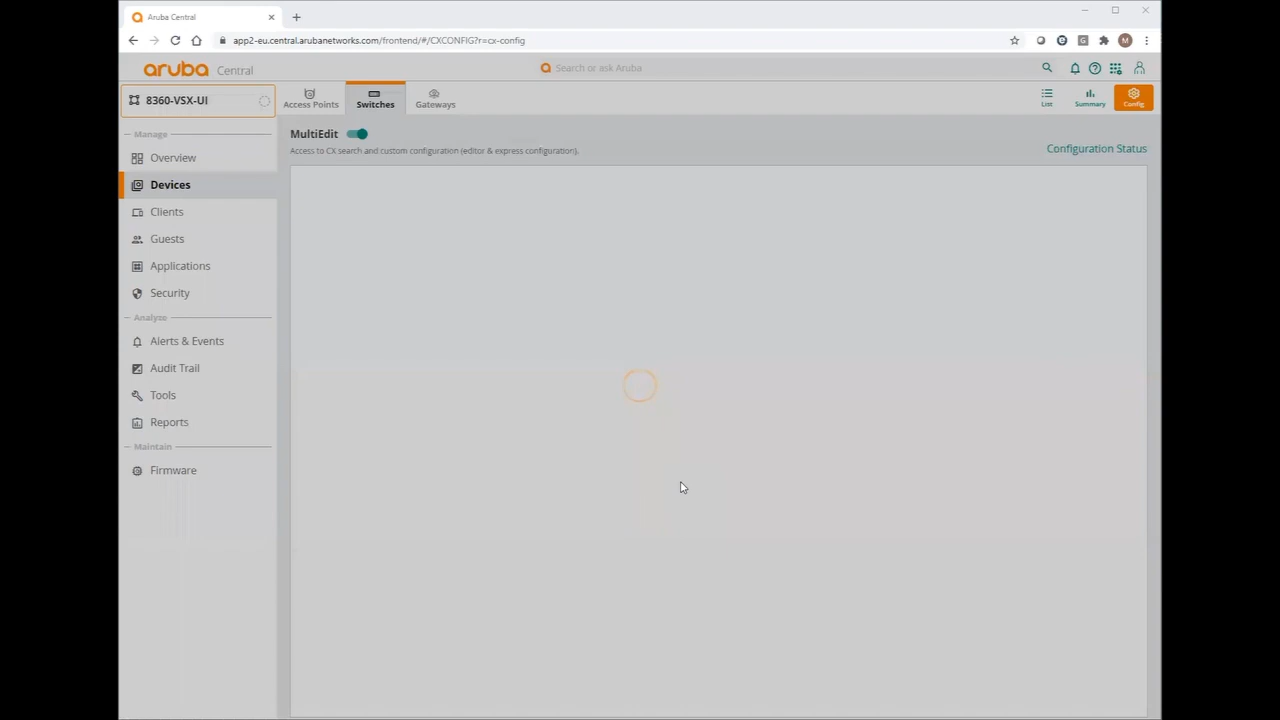 Aruba Central
app2-eu.central.arubanetworks.com/frontend/#/CXCONFIG?r=cx-config
M
aruba Central
Search or ask Aruba
8360-VSX-UI
Access Points
Switches
Gateways
List
Summary
Config
Manage
Overview
Devices
Clients
Guests
Applications
Security
Analyze
Alerts & Events
Audit Trail
Tools
Reports
Maintain
Firmware
MultiEdit
Access to CX search and custom configuration (editor & express configuration).
Configuration Status